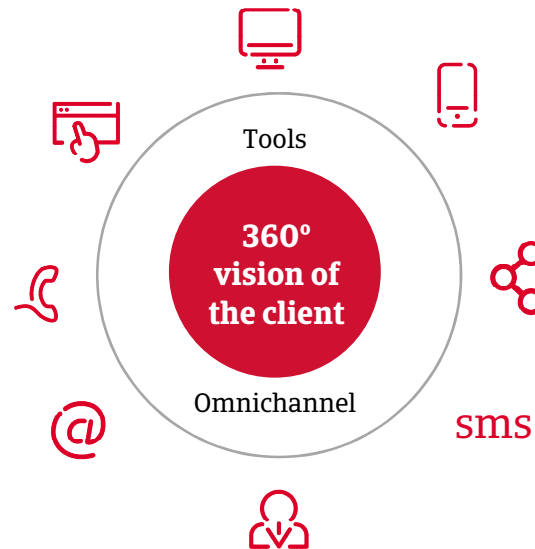 Tools
360º
vision of
the client
Omnichannel
@
sms